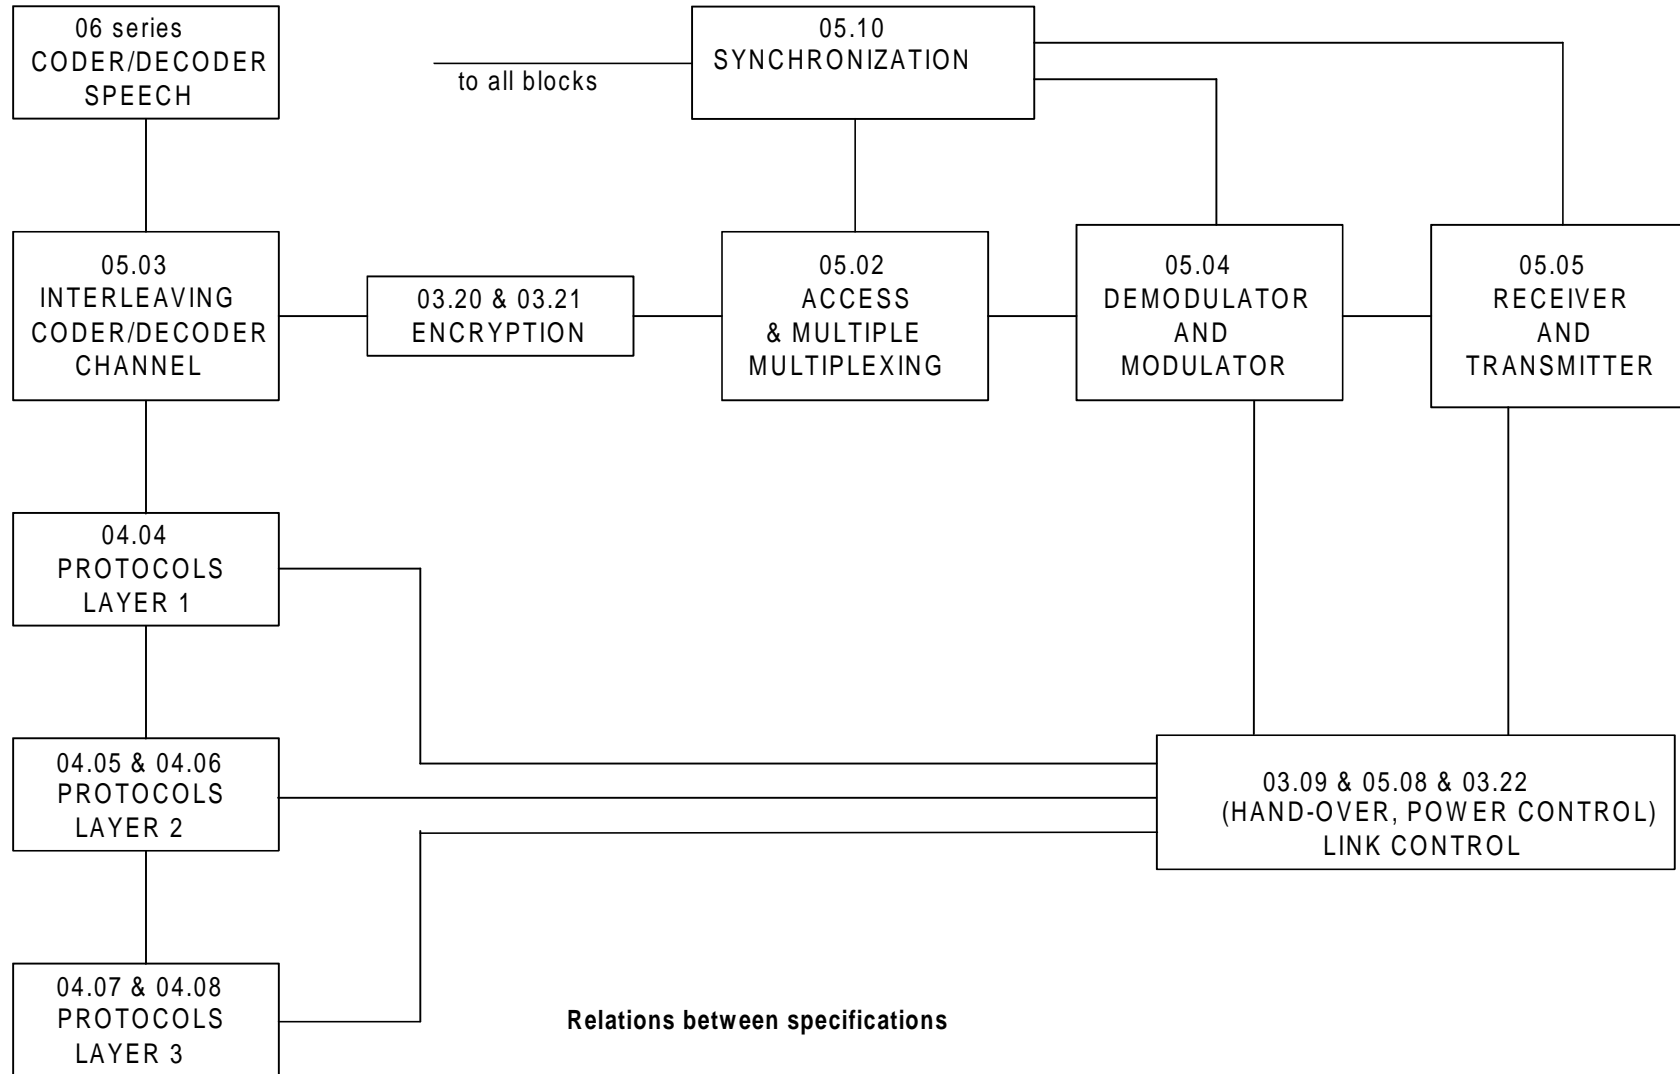 06 series
CODER/DECODER
SPEECH
05.10
SYNCHRONIZATION
to all blocks
05.03
INTERLEAVING
CODER/DECODER
CHANNEL
03.20 & 03.21
ENCRYPTION
05.02
ACCESS
& MULTIPLE
MULTIPLEXING
05.04
DEMODULATOR
AND
MODULATOR
05.05
RECEIVER
AND
TRANSMITTER
04.04
PROTOCOLS
LAYER 1
04.05 & 04.06
PROTOCOLS
LAYER 2
03.09 & 05.08 & 03.22
(HAND-OVER, POWER CONTROL)
LINK CONTROL
04.07 & 04.08
PROTOCOLS
LAYER 3
Relations between specifications